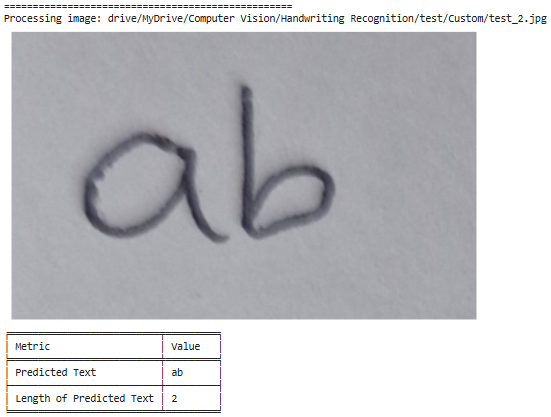 ====================================================
Processing image: drive/MyDrive/Computer Vision/Handwriting Recognition/test/Custom/test_2.jpg
ab
Metric Value
Predicted Text ab
Length of Predicted Text 2